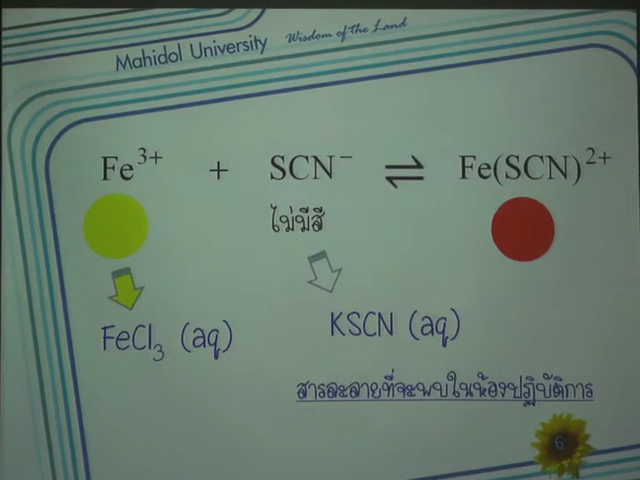 Mahidol University Wisdom of the Land
Fe³⁺ + SCN⁻ ⇌ Fe(SCN)²⁺
ไม่มีสี
FeCl₃ (aq) KSCN (aq)
สารละลายที่จะพบในห้องปฏิบัติการ
6